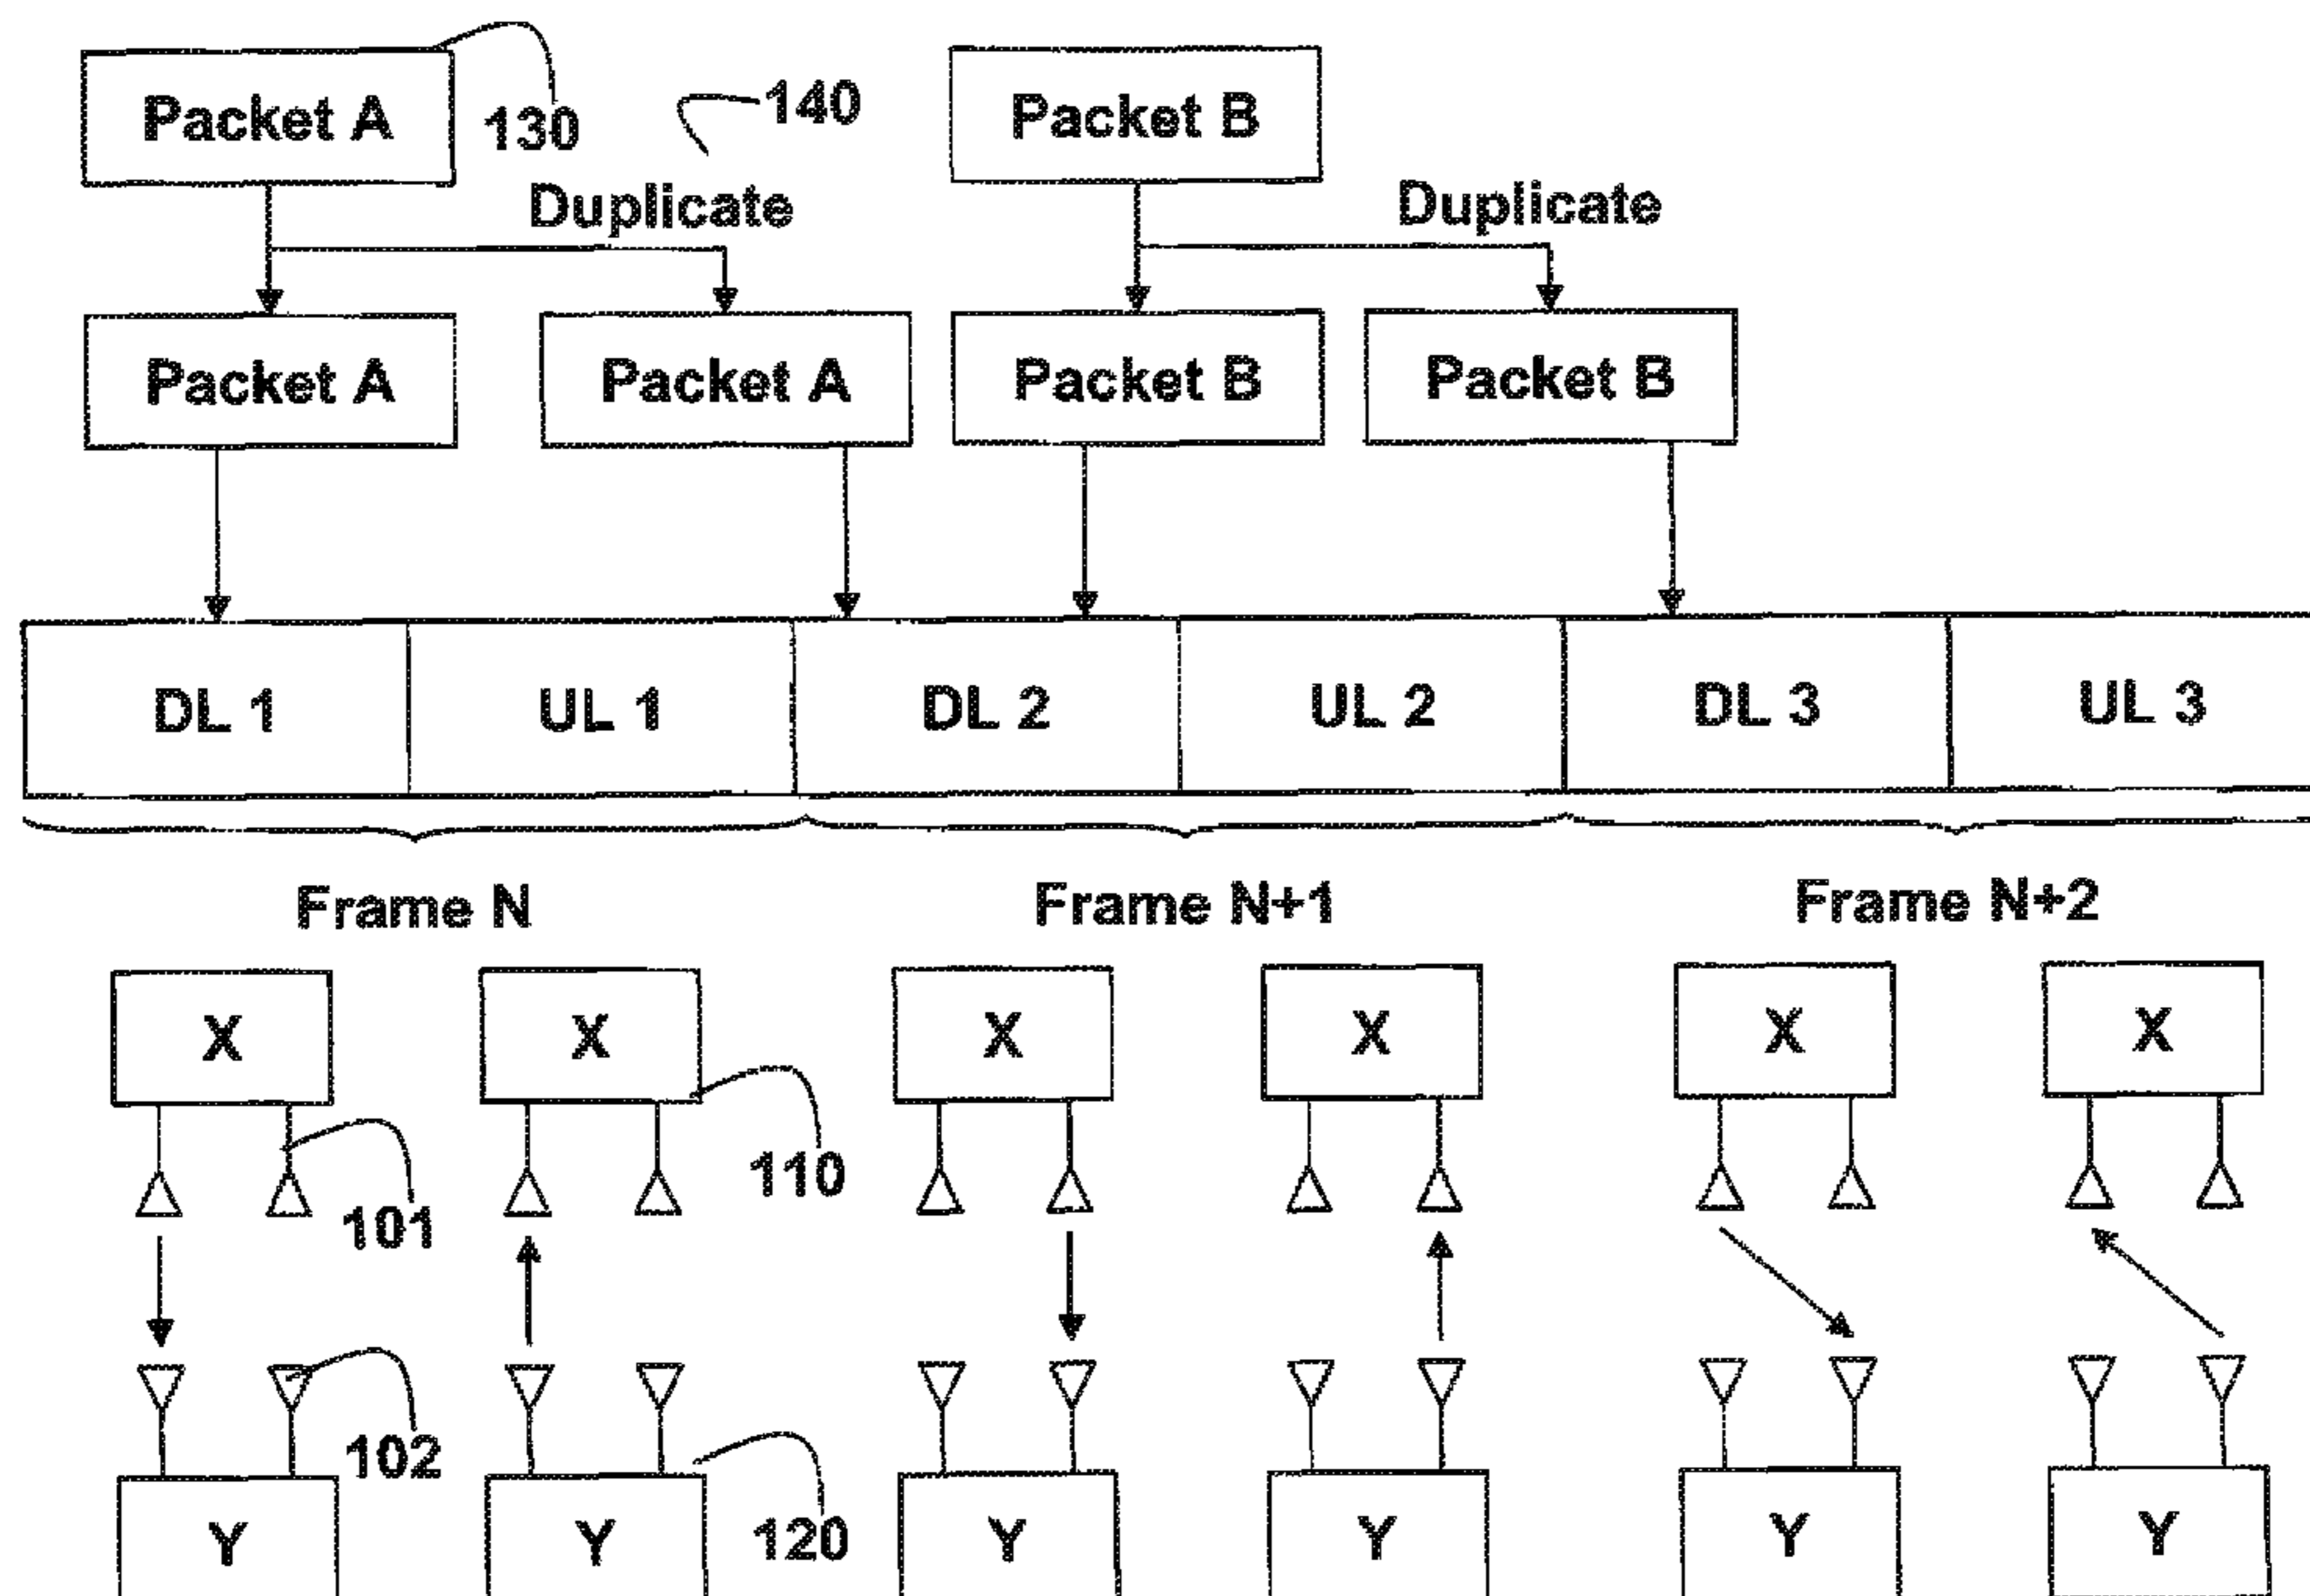 Packet A
130
140
Packet B
Duplicate
Duplicate
Packet A
Packet A
Packet B
Packet B
DL 1
UL 1
DL 2
UL 2
DL 3
UL 3
Frame N
Frame N+1
Frame N+2
X
X
X
X
X
X
101
110
102
120
Y
Y
Y
Y
Y
Y